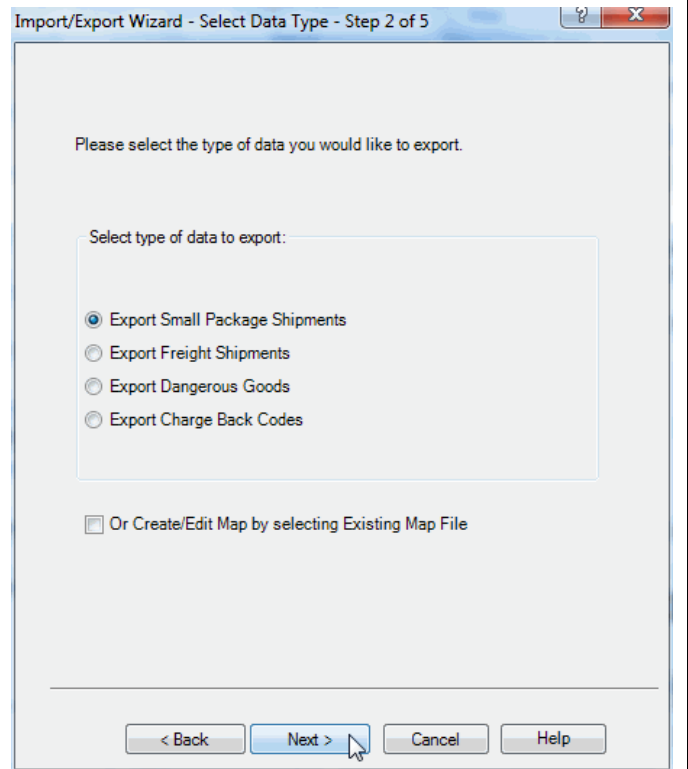 Import/Export Wizard - Select Data Type - Step 2 of 5
?
X
Please select the type of data you would like to export.
Select type of data to export:
Export Small Package Shipments
Export Freight Shipments
Export Dangerous Goods
Export Charge Back Codes
Or Create/Edit Map by selecting Existing Map File
< Back Next > Cancel Help